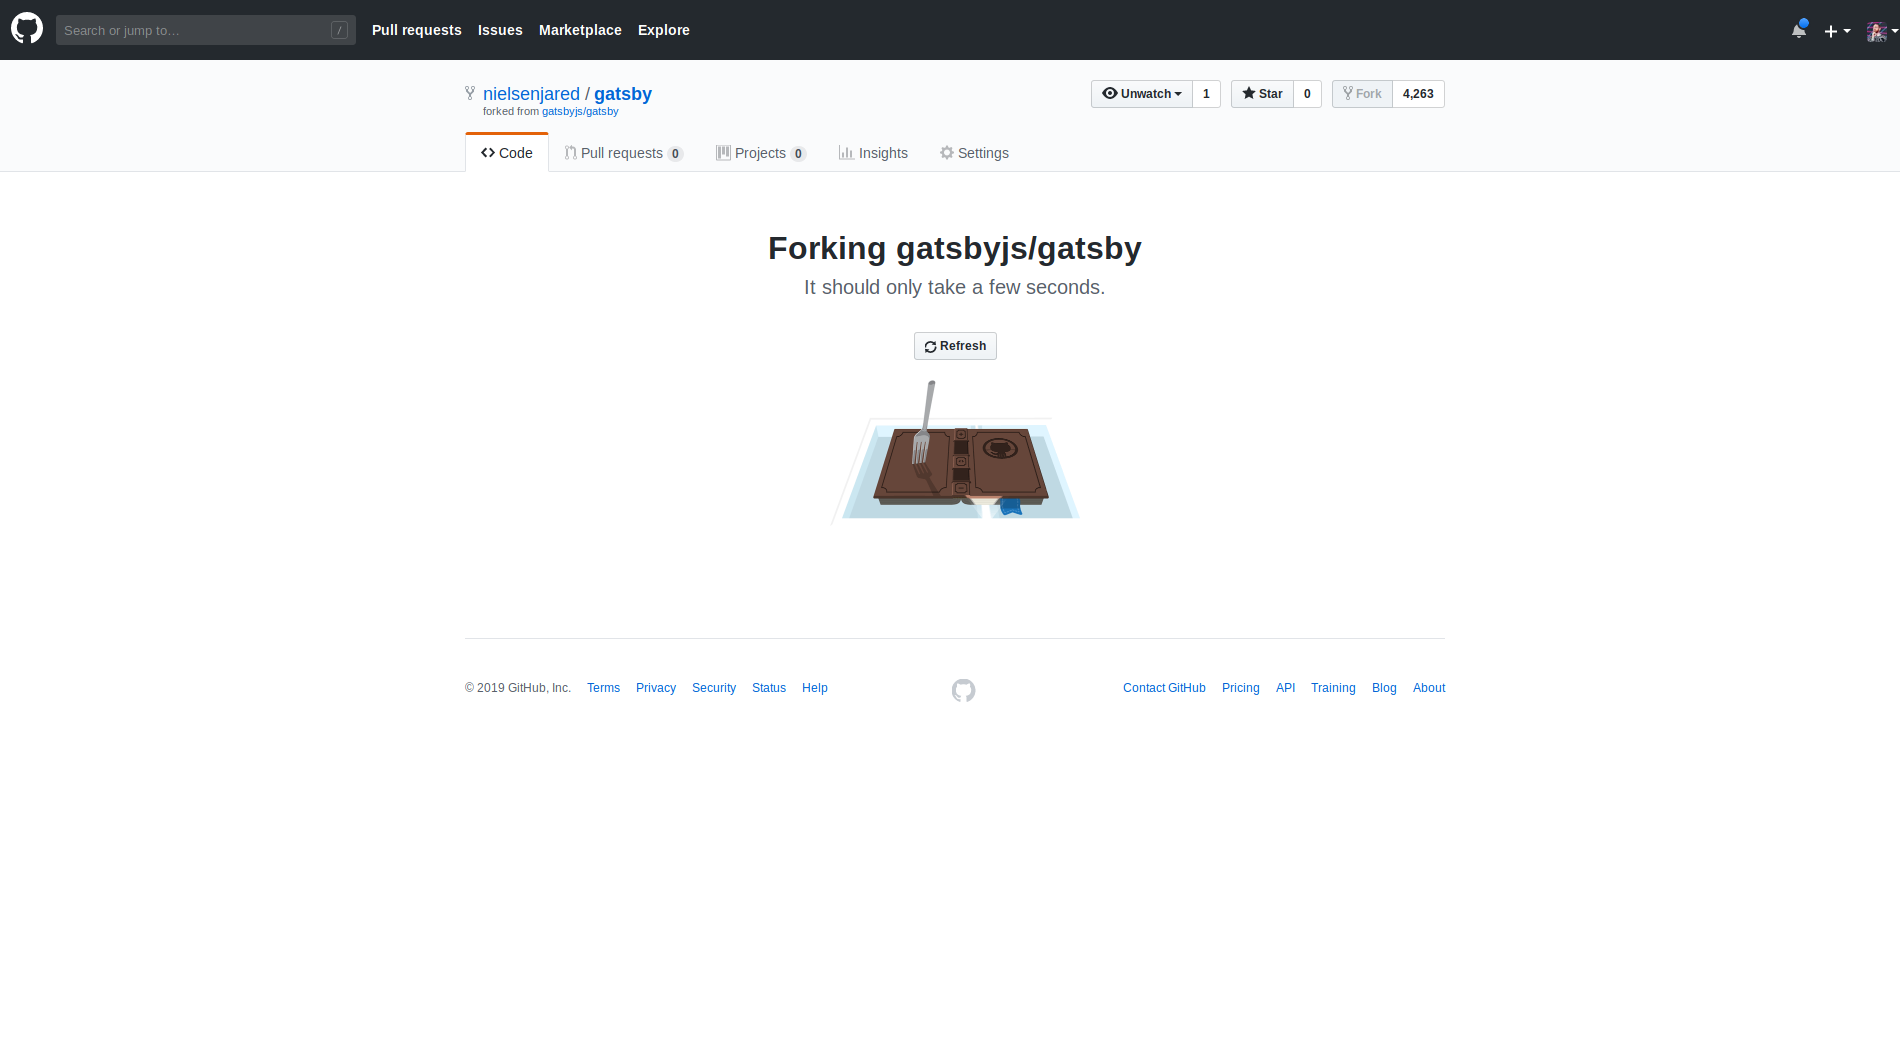 Search or jump to… /
Pull requests Issues Marketplace Explore
nielsenjared / gatsby
forked from gatsbyjs/gatsby
Unwatch 1 Star 0 Fork 4,263
Code Pull requests 0 Projects 0 Insights Settings
Forking gatsbyjs/gatsby
It should only take a few seconds.
Refresh
© 2019 GitHub, Inc. Terms Privacy Security Status Help
Contact GitHub Pricing API Training Blog About